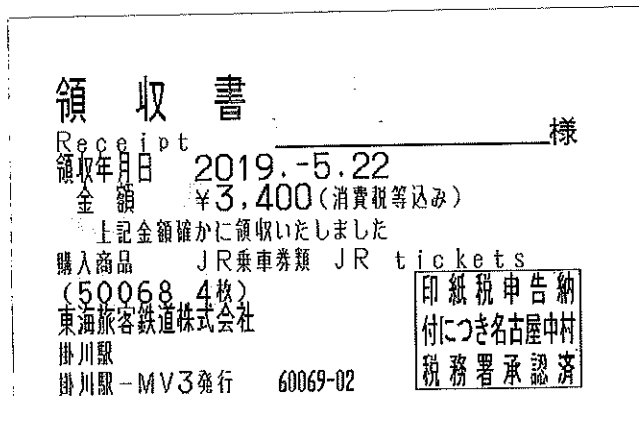 領収書
Receipt 様
領収年月日 2019.-5.22
金額 ¥3,400(消費税等込み)
上記金額確かに領収いたしました
購入商品 JR乗車券類 JR tickets
(50068 4枚)
東海旅客鉄道株式会社
掛川駅
掛川駅-MV3発行 60069-02
印紙税申告納
付につき名古屋中村
税務署承認済